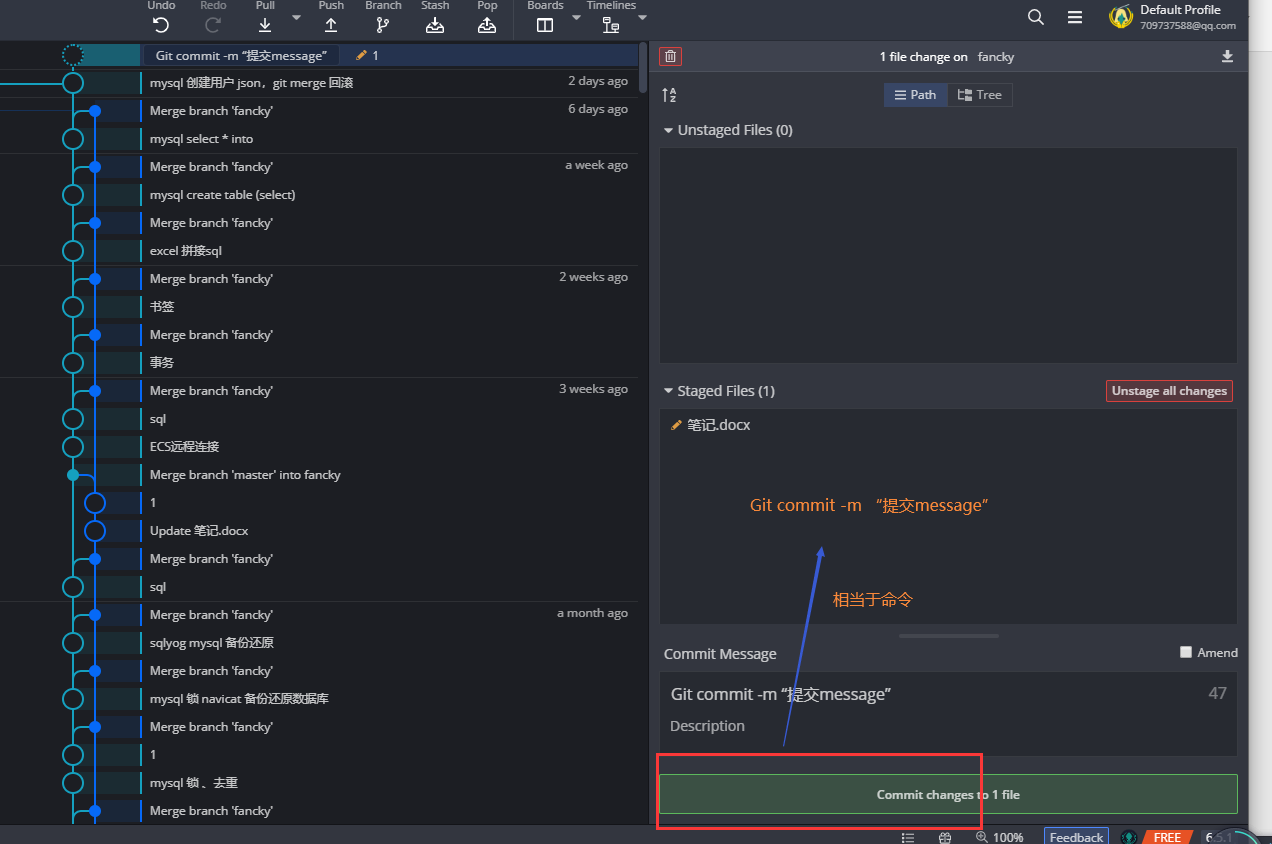 Undo Redo Pull Push Branch Stash Pop Boards Timelines
Default Profile
709737588@qq.com
Git commit -m “提交message” 1
mysql 创建用户 json，git merge 回滚 2 days ago
Merge branch 'fancky' 6 days ago
mysql select * into
Merge branch 'fancky' a week ago
mysql create table (select)
Merge branch 'fancky'
excel 拼接sql
Merge branch 'fancky' 2 weeks ago
书签
Merge branch 'fancky'
事务
Merge branch 'fancky' 3 weeks ago
sql
ECS远程连接
Merge branch 'master' into fancky
1
Update 笔记.docx
Merge branch 'fancky'
sql
Merge branch 'fancky' a month ago
sqlyog mysql 备份还原
Merge branch 'fancky'
mysql 锁 navicat 备份还原数据库
Merge branch 'fancky'
1
mysql 锁 、去重
Merge branch 'fancky'
1 file change on fancky
Path Tree
Unstaged Files (0)
Staged Files (1) Unstage all changes
笔记.docx
Git commit -m “提交message”
相当于命令
Commit Message Amend
Git commit -m “提交message” 47
Description
Commit changes to 1 file
100% Feedback FREE 6.5.1